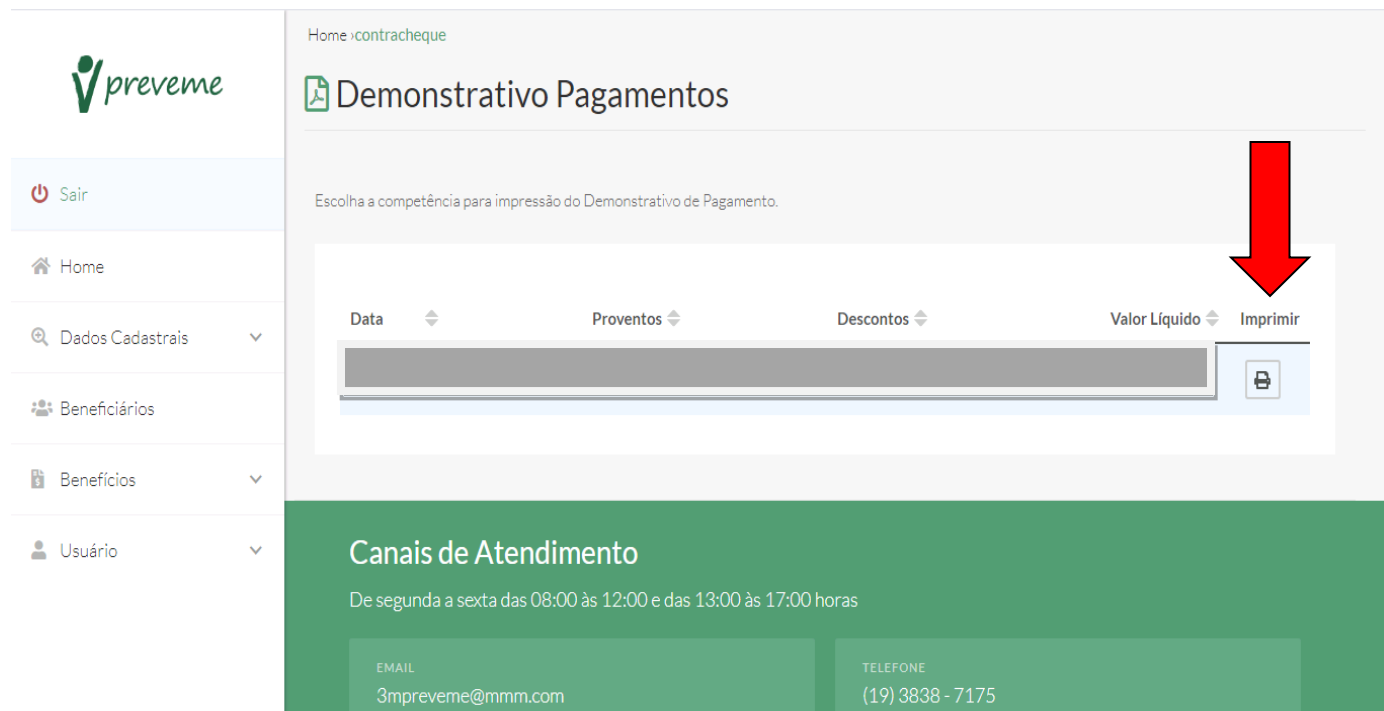 preveme
Sair
Home
Dados Cadastrais
Beneficiários
Benefícios
Usuário
Home ›contracheque
Demonstrativo Pagamentos
Escolha a competência para impressão do Demonstrativo de Pagamento.
Data Proventos Descontos Valor Líquido Imprimir
Canais de Atendimento
De segunda a sexta das 08:00 às 12:00 e das 13:00 às 17:00 horas
EMAIL
3mpreveme@mmm.com
TELEFONE
(19) 3838 - 7175